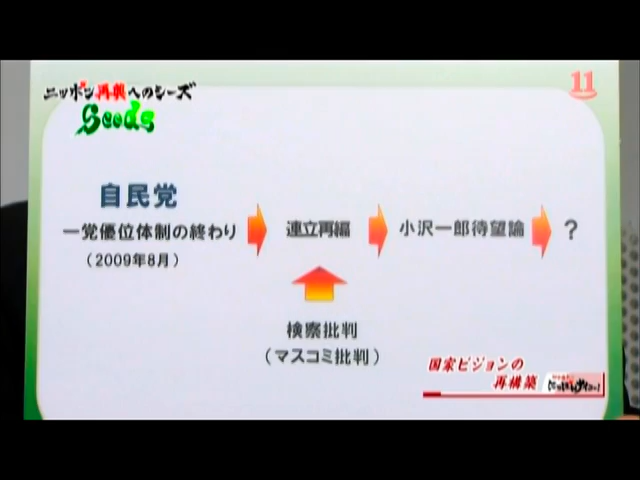 ニッポン再興へのシーズ
Seeds
11
自民党
一党優位体制の終わり
(2009年8月)
連立再編
小沢一郎待望論
?
検察批判
(マスコミ批判)
国家ビジョンの
再構築